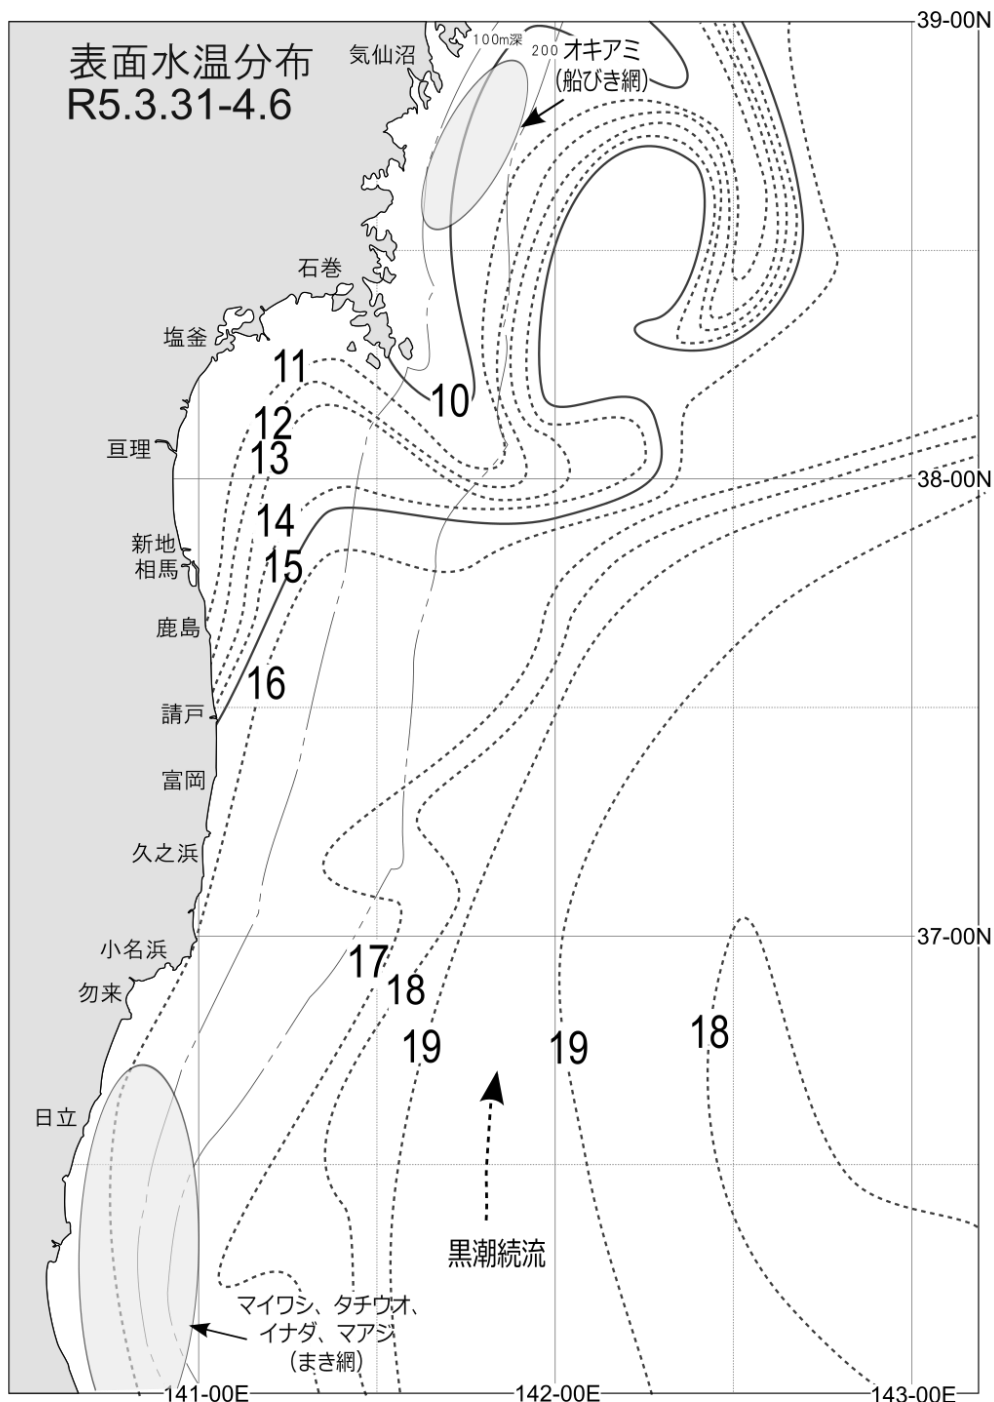 39-00N
表面水温分布
R5.3.31-4.6
気仙沼
100m深
200
オキアミ
(船びき網)
石巻
塩釜
11
10
12
亘理
13
38-00N
14
新地
相馬
15
鹿島
16
請戸
富岡
久之浜
37-00N
小名浜
17
勿来
18
18
19
19
日立
黒潮続流
マイワシ、タチウオ、
イナダ、マアジ
(まき網)
141-00E
142-00E
143-00E